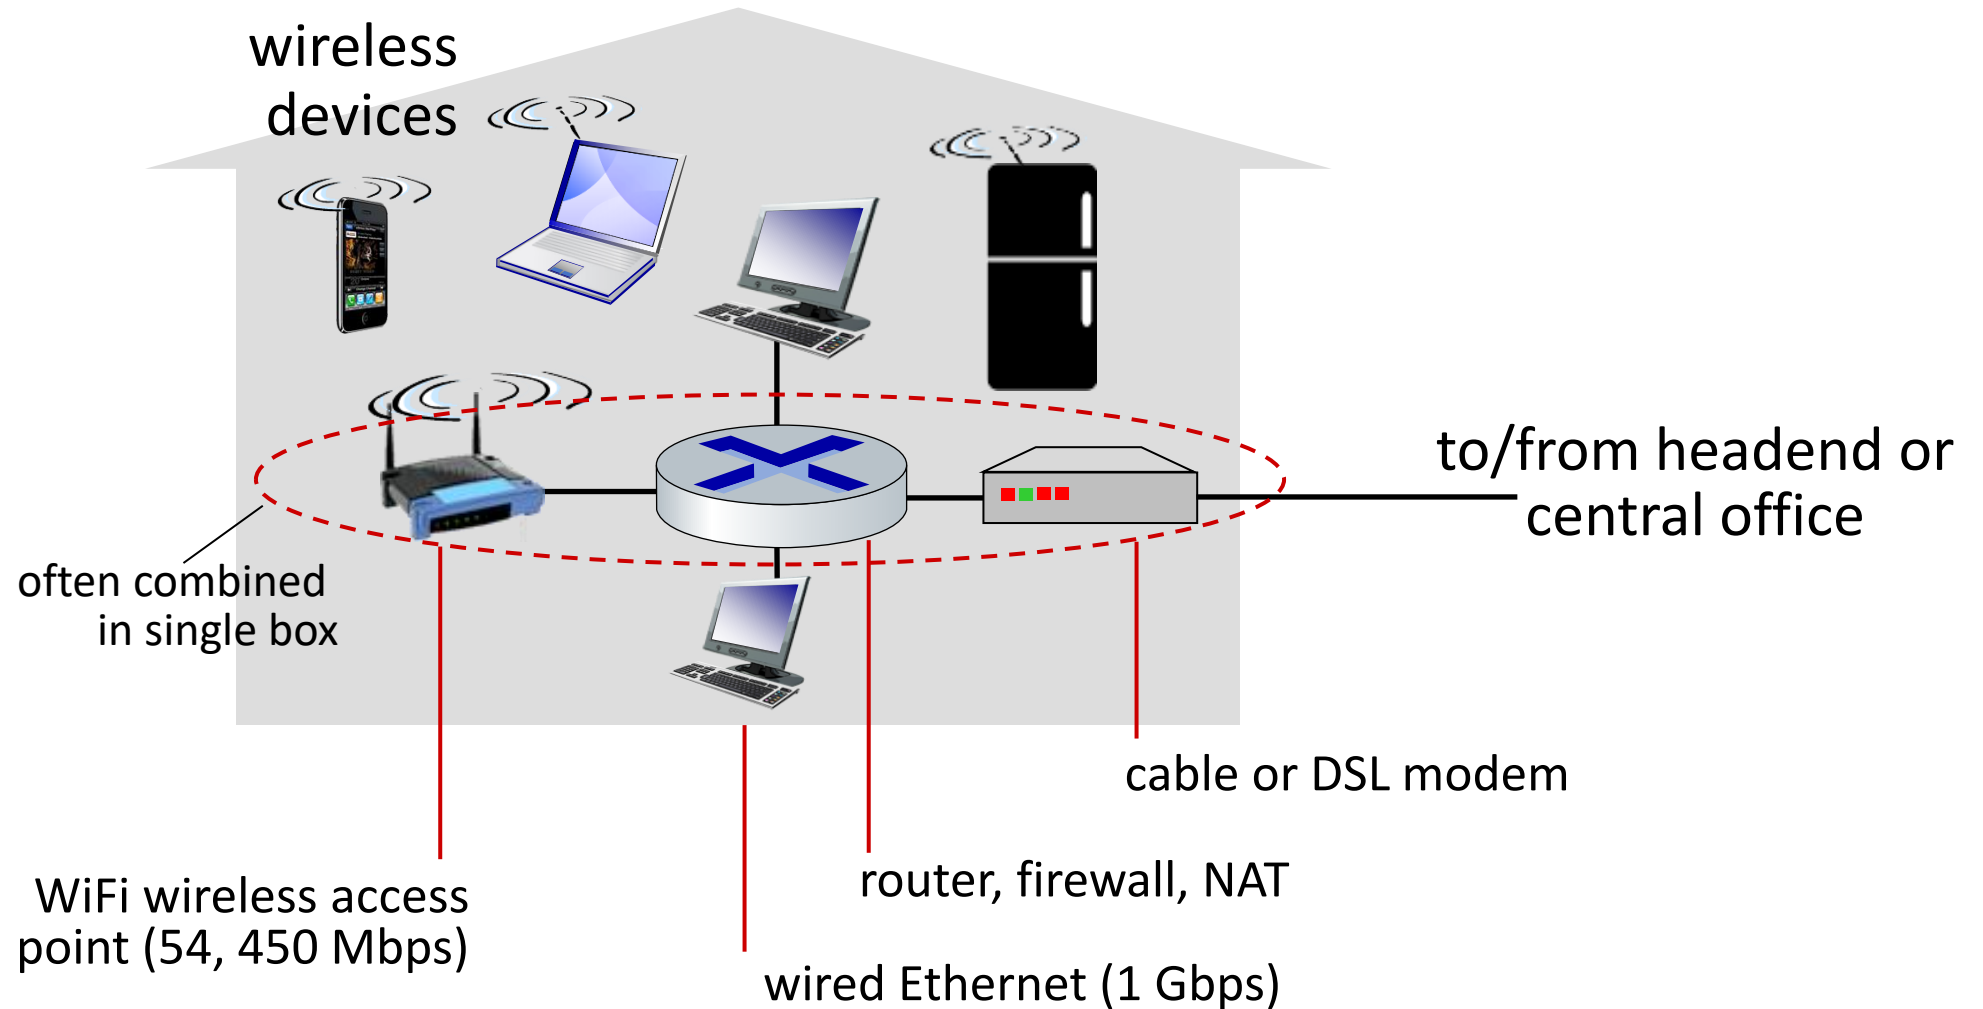 wireless
devices
to/from headend or
central office
often combined
in single box
cable or DSL modem
router, firewall, NAT
WiFi wireless access
point (54, 450 Mbps)
wired Ethernet (1 Gbps)